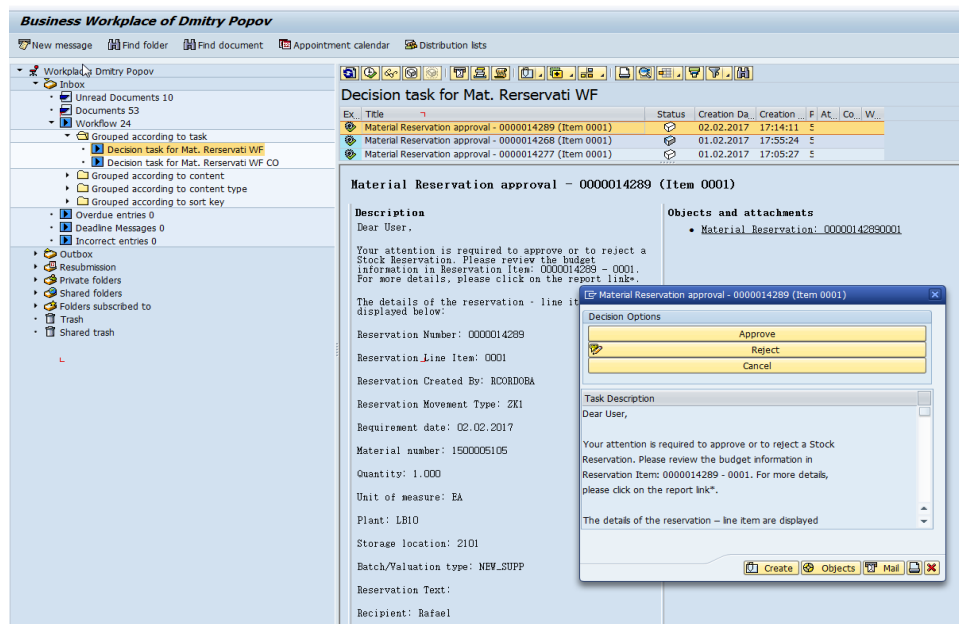 Business Workplace of Dmitry Popov
New message Find folder Find document Appointment calendar Distribution lists
Workplace Dmitry Popov
Inbox
Unread Documents 10
Documents 53
Workflow 24
Grouped according to task
Decision task for Mat. Rerservati WF
Decision task for Mat. Rerservati WF CO
Grouped according to content
Grouped according to content type
Grouped according to sort key
Overdue entries 0
Deadline Messages 0
Incorrect entries 0
Outbox
Resubmission
Private folders
Shared folders
Folders subscribed to
Trash
Shared trash
Decision task for Mat. Rerservati WF
Ex... Title Status Creation Da... Creation ... P At... Co... W...
Material Reservation approval - 0000014289 (Item 0001) 02.02.2017 17:14:11 5
Material Reservation approval - 0000014268 (Item 0001) 01.02.2017 17:55:24 5
Material Reservation approval - 0000014277 (Item 0001) 01.02.2017 17:05:27 5
Material Reservation approval - 0000014289 (Item 0001)
Description
Dear User,
Your attention is required to approve or to reject a
Stock Reservation. Please review the budget
information in Reservation Item: 0000014289 - 0001.
For more details, please click on the report link*.
The details of the reservation - line it
displayed below:
Reservation Number: 0000014289
Reservation Line Item: 0001
Reservation Created By: RCORDOBA
Reservation Movement Type: ZK1
Requirement date: 02.02.2017
Material number: 1500005105
Quantity: 1.000
Unit of measure: EA
Plant: LB10
Storage location: 2101
Batch/Valuation type: NEW_SUPP
Reservation Text:
Recipient: Rafael
Objects and attachments
Material Reservation: 00000142890001
Material Reservation approval - 0000014289 (Item 0001)
Decision Options
Approve
Reject
Cancel
Task Description
Dear User,
Your attention is required to approve or to reject a Stock
Reservation. Please review the budget information in
Reservation Item: 0000014289 - 0001. For more details,
please click on the report link*.
The details of the reservation – line item are displayed
Create Objects Mail